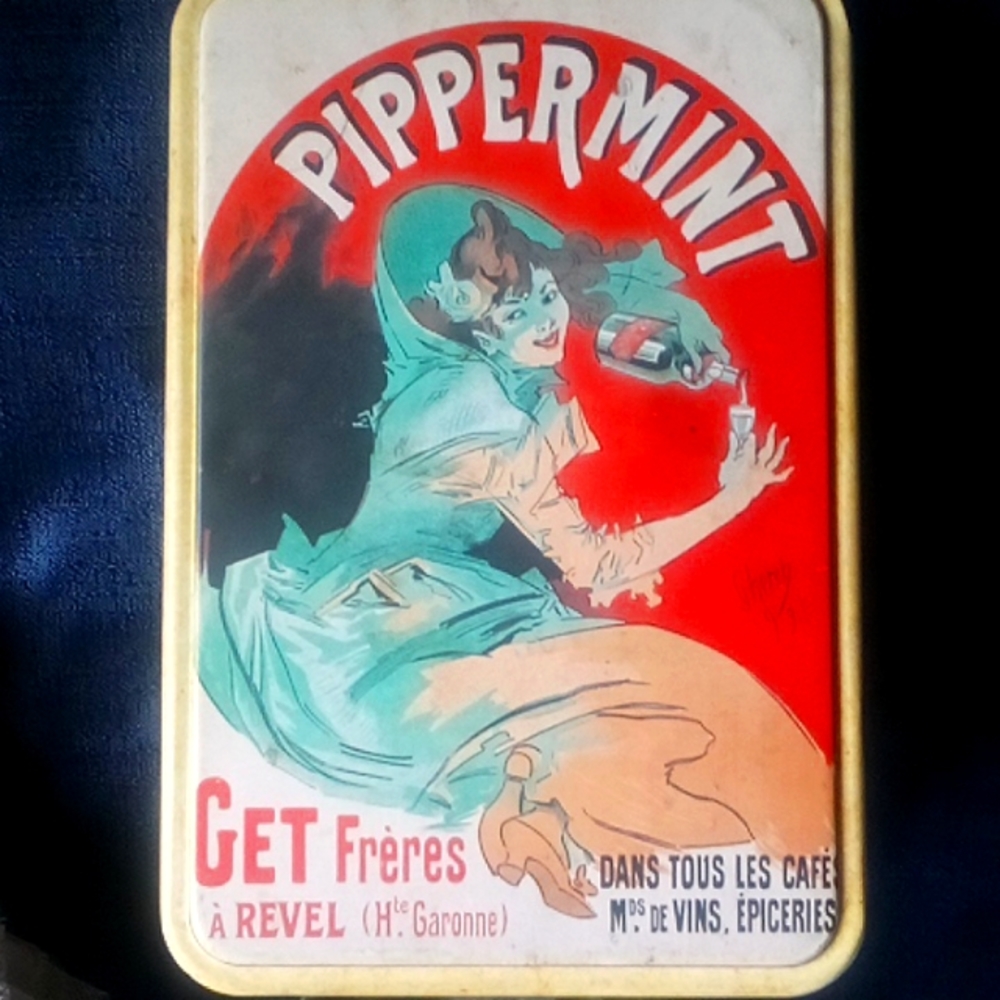 PIPPERMINT
GET Frères
À REVEL (Hte. Garonne)
DANS TOUS LES CAFÉS
MDS DE VINS, ÉPICERIES